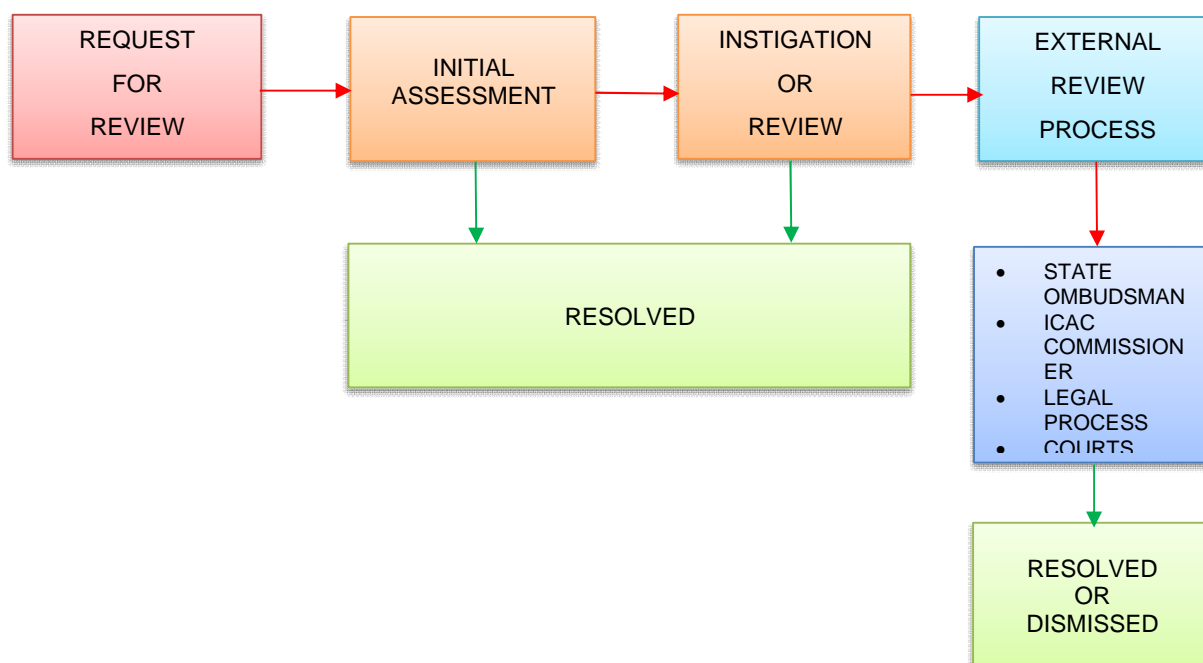 REQUEST
FOR
REVIEW
INITIAL
ASSESSMENT
INSTIGATION
OR
REVIEW
EXTERNAL
REVIEW
PROCESS
RESOLVED
• STATE
OMBUDSMAN
• ICAC
COMMISSION
ER
• LEGAL
PROCESS
• COURTS
RESOLVED
OR
DISMISSED